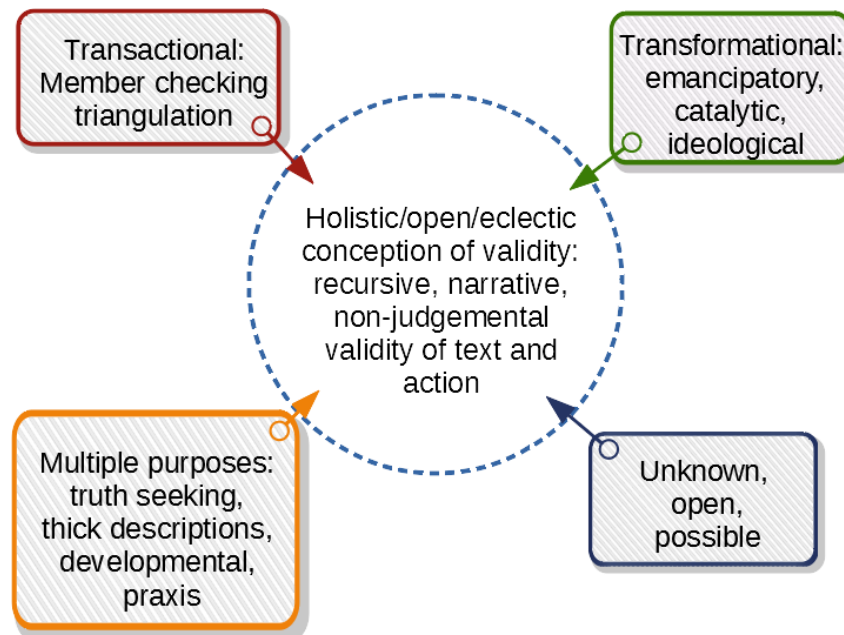 Transactional:
Member checking
triangulation
Transformational:
emancipatory,
catalytic,
ideological
Holistic/open/eclectic
conception of validity:
recursive, narrative,
non-judgemental
validity of text and
action
Multiple purposes:
truth seeking,
thick descriptions,
developmental,
praxis
Unknown,
open,
possible